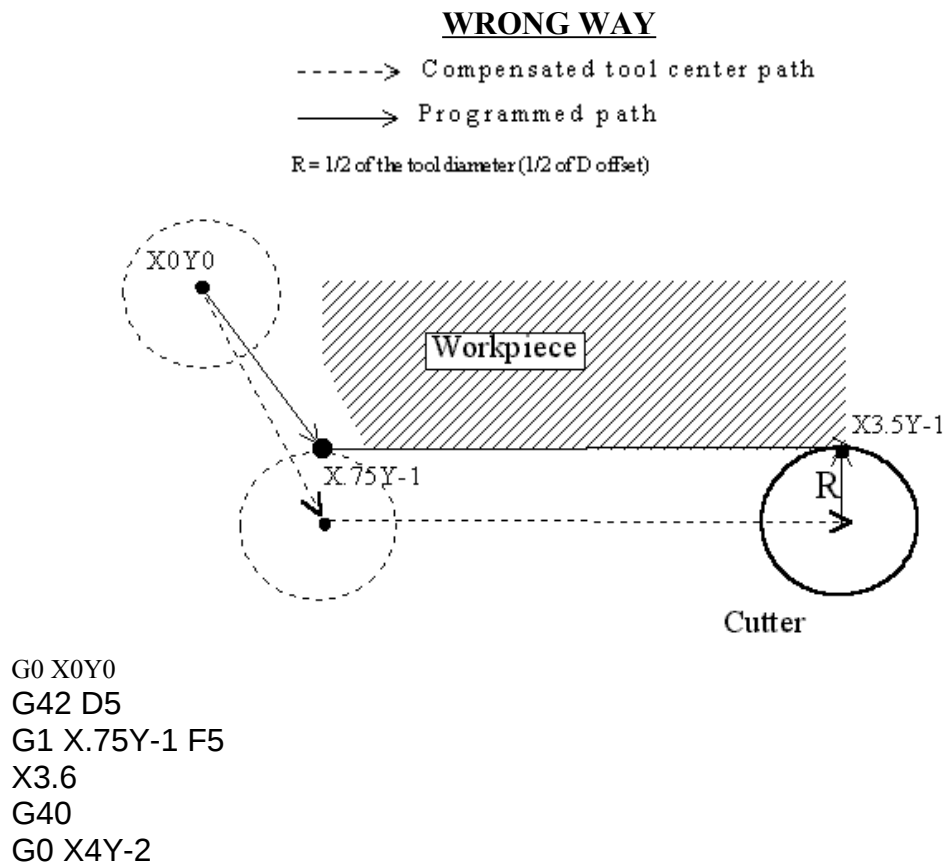 WRONG WAY
Compensated tool center path
Programmed path
R = 1/2 of the tool diameter (1/2 of D offset)
X0Y0
Workpiece
X3.5Y-1
X.75Y-1
R
Cutter
G0 X0Y0
G42 D5
G1 X.75Y-1 F5
X3.6
G40
G0 X4Y-2